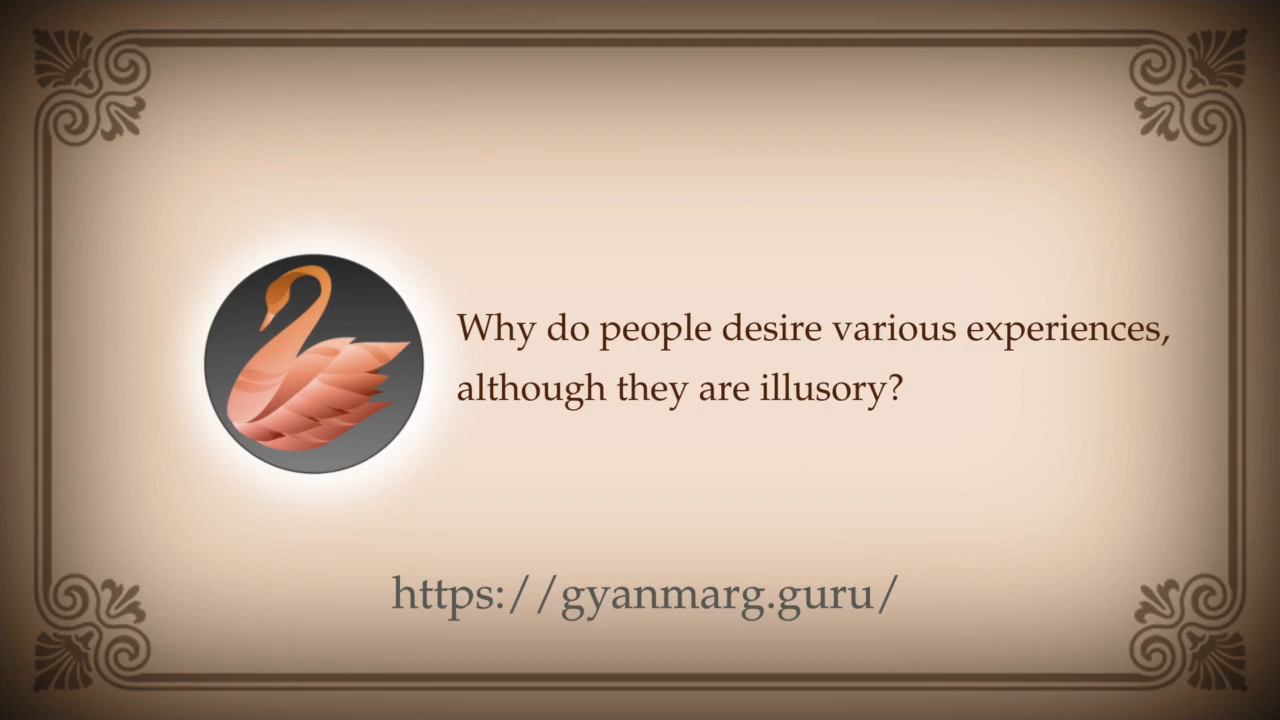 Why do people desire various experiences,
although they are illusory?
https://gyanmarg.guru/